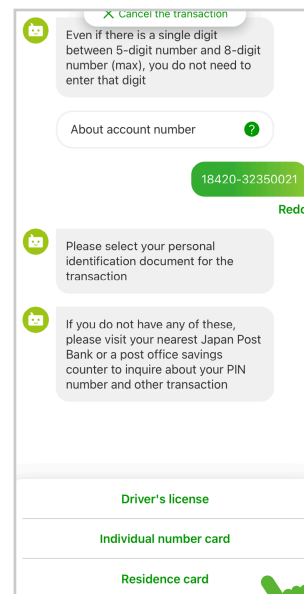 Cancel the transaction
Even if there is a single digit
between 5-digit number and 8-digit
number (max), you do not need to
enter that digit
About account number ?
18420-32350021
Redo
Please select your personal
identification document for the
transaction
If you do not have any of these,
please visit your nearest Japan Post
Bank or a post office savings
counter to inquire about your PIN
number and other transaction
Driver's license
Individual number card
Residence card